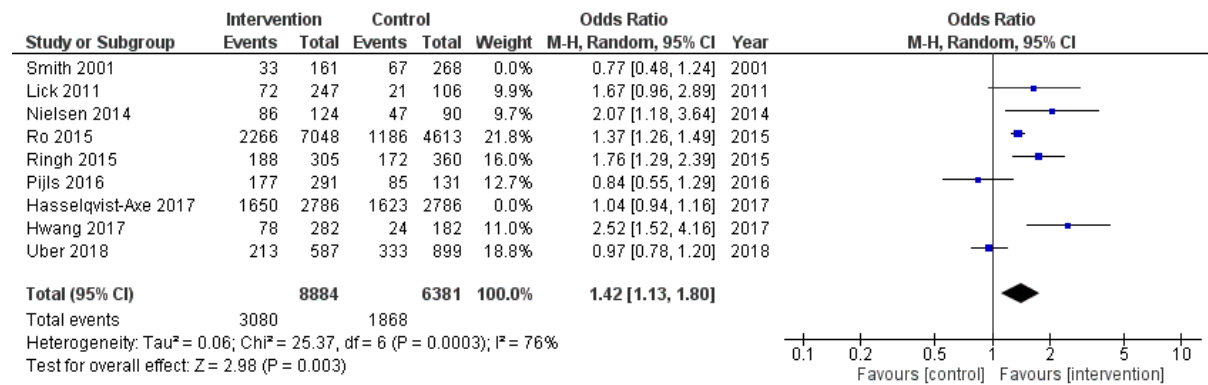 Intervention Control Odds Ratio Odds Ratio
Study or Subgroup Events Total Events Total Weight M-H, Random, 95% CI Year M-H, Random, 95% CI
Smith 2001 33 161 67 268 0.0% 0.77 [0.48, 1.24] 2001
Lick 2011 72 247 21 106 9.9% 1.67 [0.96, 2.89] 2011
Nielsen 2014 86 124 47 90 9.7% 2.07 [1.18, 3.64] 2014
Ro 2015 2266 7048 1186 4613 21.8% 1.37 [1.26, 1.49] 2015
Ringh 2015 188 305 172 360 16.0% 1.76 [1.29, 2.39] 2015
Pijls 2016 177 291 85 131 12.7% 0.84 [0.55, 1.29] 2016
Hasselqvist-Axe 2017 1650 2786 1623 2786 0.0% 1.04 [0.94, 1.16] 2017
Hwang 2017 78 282 24 182 11.0% 2.52 [1.52, 4.16] 2017
Uber 2018 213 587 333 899 18.8% 0.97 [0.78, 1.20] 2018
Total (95% CI) 8884 6381 100.0% 1.42 [1.13, 1.80]
Total events 3080 1868
Heterogeneity: Tau² = 0.06; Chi² = 25.37, df = 6 (P = 0.0003); I² = 76%
Test for overall effect: Z = 2.98 (P = 0.003)
0.1 0.2 0.5 1 2 5 10
Favours [control] Favours [intervention]